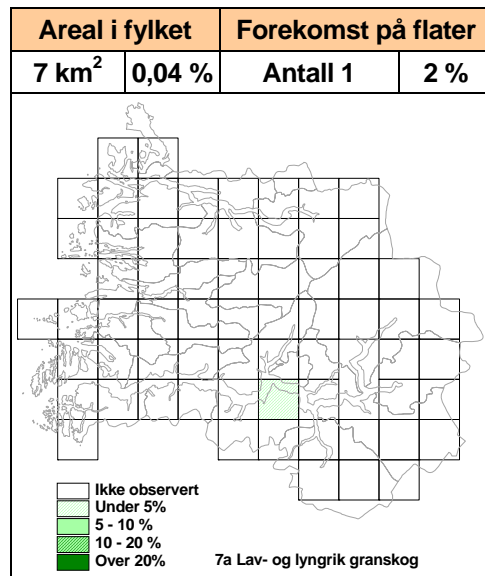 Areal i fylket Forekomst på flater
7 km² 0,04 % Antall 1 2 %
Ikke observert
Under 5%
5 - 10 %
10 - 20 %
Over 20% 7a Lav- og lyngrik granskog